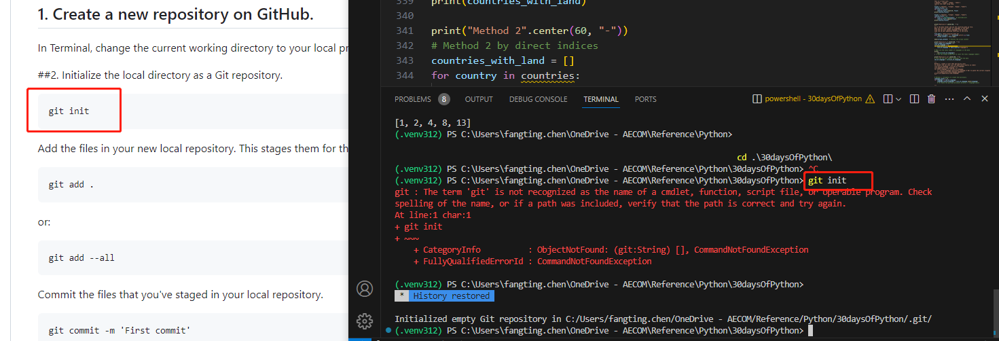 1. Create a new repository on GitHub.
In Terminal, change the current working directory to your local pr
##2. Initialize the local directory as a Git repository.
git init
Add the files in your new local repository. This stages them for th
git add .
or:
git add --all
Commit the files that you've staged in your local repository.
git commit -m 'First commit'
339 print(countries_with_land)
340
341 print("Method 2".center(60, "-"))
342 # Method 2 by direct indices
343 countries_with_land = []
344 for country in countries:
PROBLEMS 8 OUTPUT DEBUG CONSOLE TERMINAL PORTS powershell - 30daysOfPython
[1, 2, 4, 8, 13]
(.venv312) PS C:\Users\fangting.chen\OneDrive - AECOM\Reference\Python>
cd .\30daysOfPython\
(.venv312) PS C:\Users\fangting.chen\OneDrive - AECOM\Reference\Python\30daysOfPython> ^C
(.venv312) PS C:\Users\fangting.chen\OneDrive - AECOM\Reference\Python\30daysOfPython> git init
git : The term 'git' is not recognized as the name of a cmdlet, function, script file, or operable program. Check
spelling of the name, or if a path was included, verify that the path is correct and try again.
At line:1 char:1
+ git init
+ ~~~
+ CategoryInfo : ObjectNotFound: (git:String) [], CommandNotFoundException
+ FullyQualifiedErrorId : CommandNotFoundException
(.venv312) PS C:\Users\fangting.chen\OneDrive - AECOM\Reference\Python\30daysOfPython>
* History restored
Initialized empty Git repository in C:/Users/fangting.chen/OneDrive - AECOM/Reference/Python/30daysOfPython/.git/
(.venv312) PS C:\Users\fangting.chen\OneDrive - AECOM\Reference\Python\30daysOfPython>